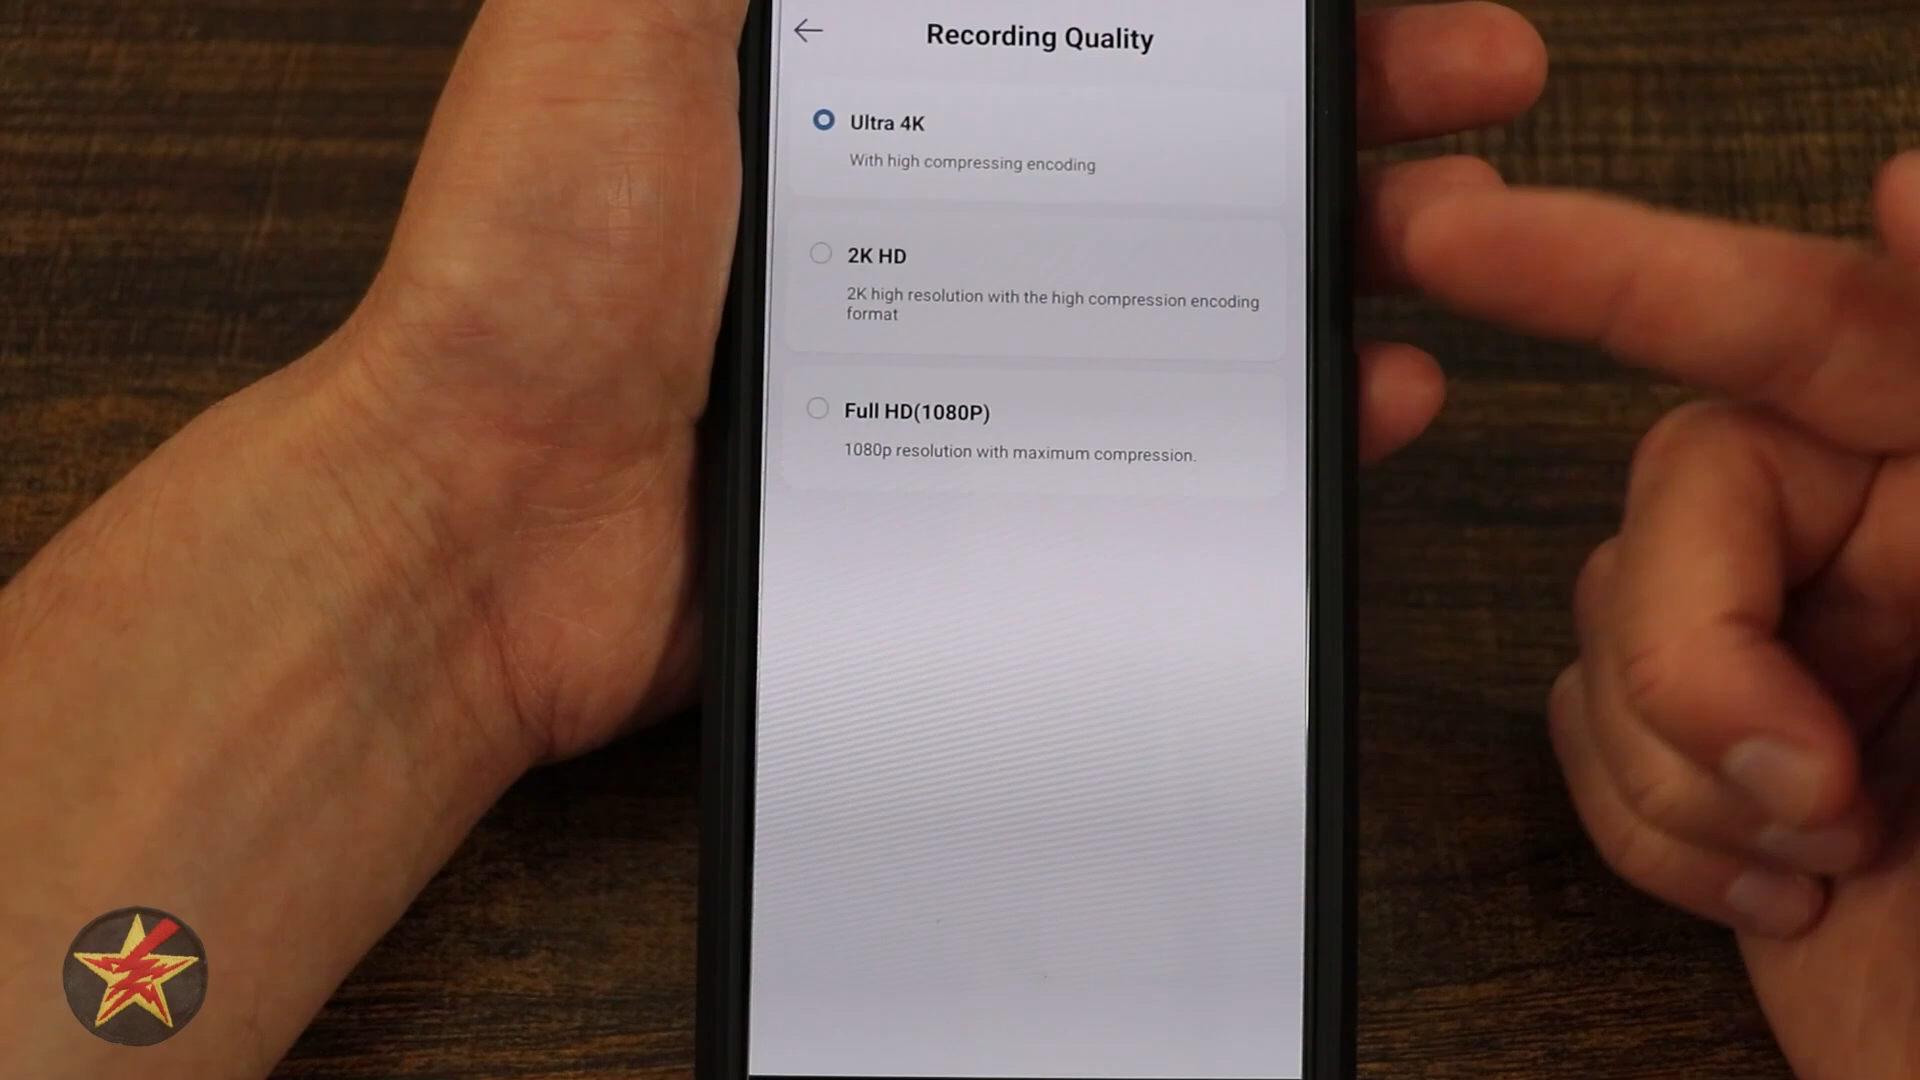 Recording Quality
Ultra 4K
With high compressing encoding
2K HD
2K high resolution with the high compression encoding
format
Full HD(1080P)
1080p resolution with maximum compression.